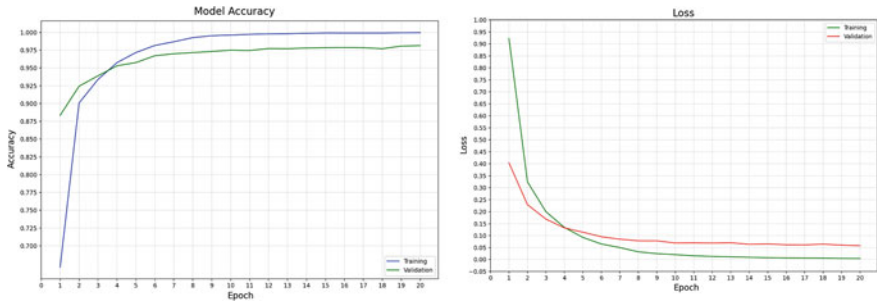 Model Accuracy
1.000
0.975
0.950
0.925
0.900
0.875
0.850
0.825
0.800
0.775
0.750
0.725
0.700
Accuracy
0 1 2 3 4 5 6 7 8 9 10 11 12 13 14 15 16 17 18 19 20
Epoch
Training
Validation
Loss
1.00
0.95
0.90
0.85
0.80
0.75
0.70
0.65
0.60
0.55
0.50
0.45
0.40
0.35
0.30
0.25
0.20
0.15
0.10
0.05
0.00
−0.05
Loss
0 1 2 3 4 5 6 7 8 9 10 11 12 13 14 15 16 17 18 19 20
Epoch
Training
Validation